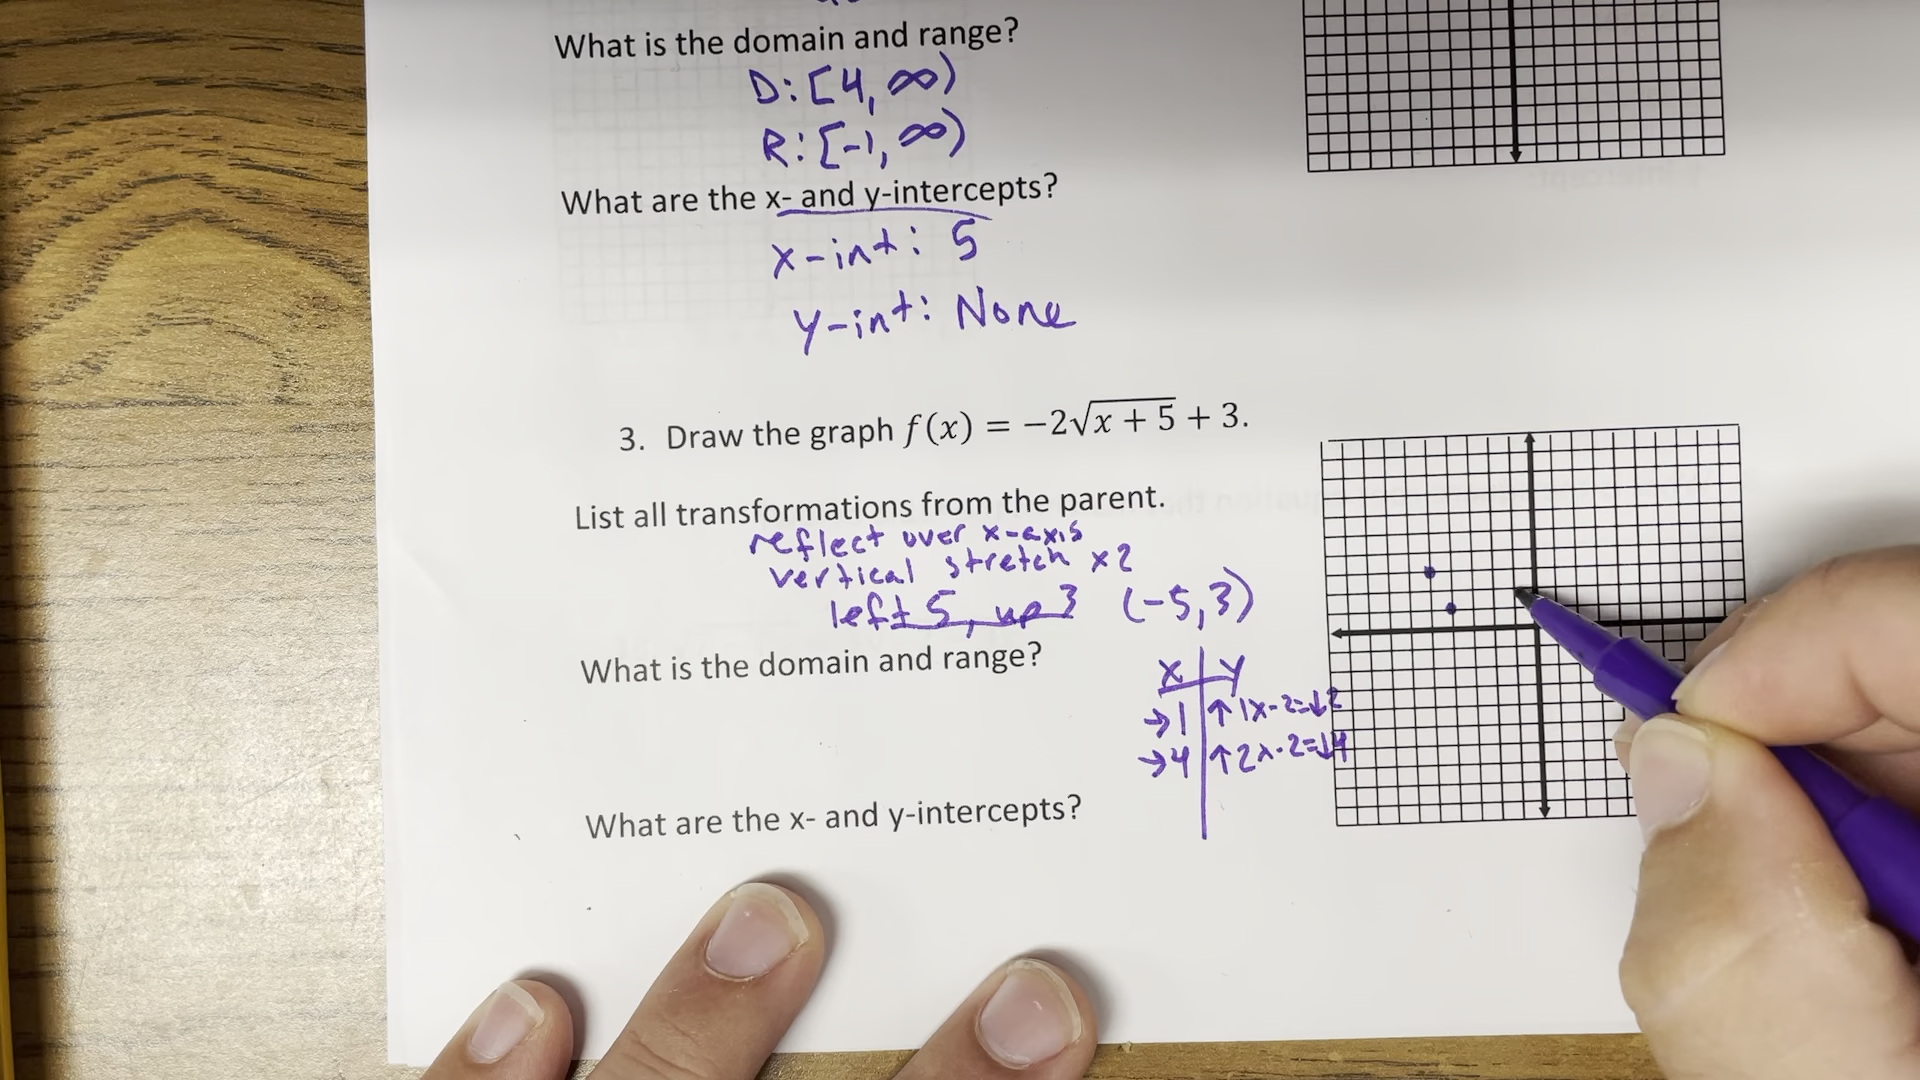 What is the domain and range?
D: [4, ∞)
R: [-1, ∞)
What are the x- and y-intercepts?
x-int: 5
y-int: None
3. Draw the graph f(x) = −2√(x + 5) + 3.
List all transformations from the parent.
reflect over x-axis
vertical stretch x2
left 5, up 3 (-5,3)
What is the domain and range?
x | y
→1 | ↑1x-2=↓2
→4 | ↑2x-2=↓4
What are the x- and y-intercepts?